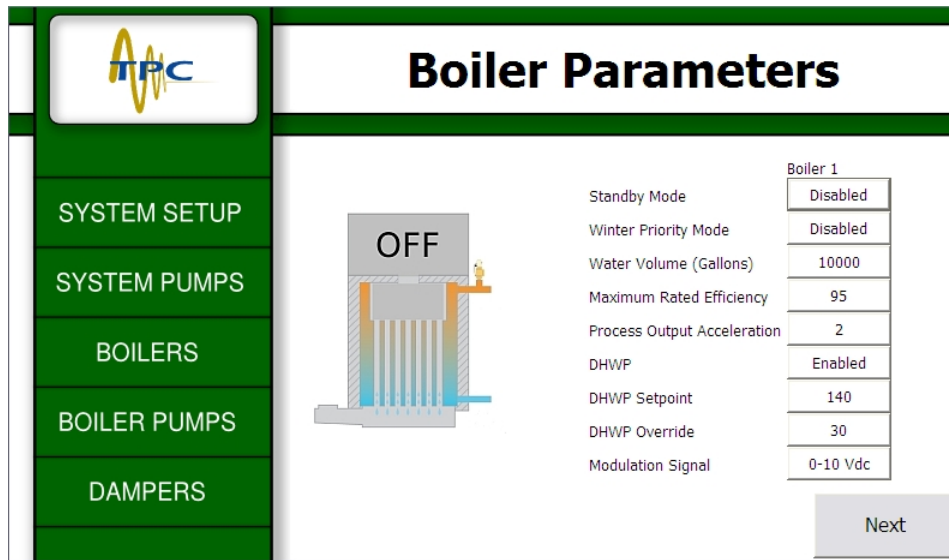 TPC
Boiler Parameters
SYSTEM SETUP
SYSTEM PUMPS
BOILERS
BOILER PUMPS
DAMPERS
OFF
Boiler 1
Standby Mode Disabled
Winter Priority Mode Disabled
Water Volume (Gallons) 10000
Maximum Rated Efficiency 95
Process Output Acceleration 2
DHWP Enabled
DHWP Setpoint 140
DHWP Override 30
Modulation Signal 0-10 Vdc
Next